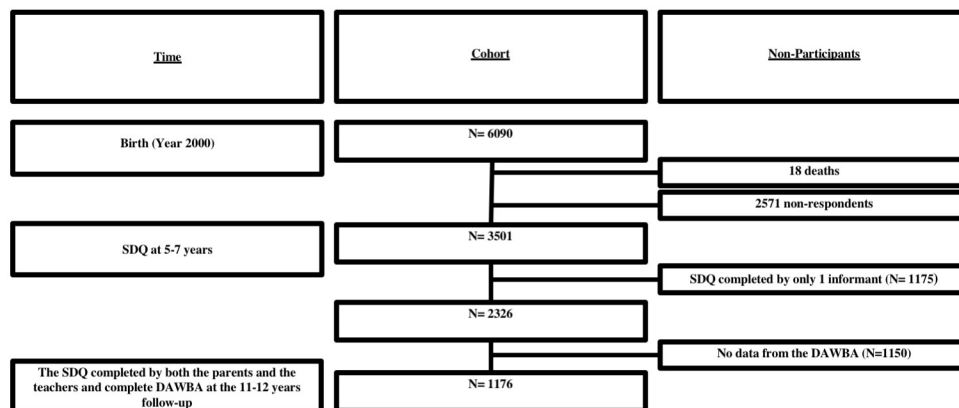 Time
Cohort
Non-Participants
Birth (Year 2000)
N= 6090
18 deaths
2571 non-respondents
SDQ at 5-7 years
N= 3501
SDQ completed by only 1 informant (N= 1175)
N= 2326
No data from the DAWBA (N=1150)
The SDQ completed by both the parents and the
teachers and complete DAWBA at the 11-12 years
follow-up
N= 1176